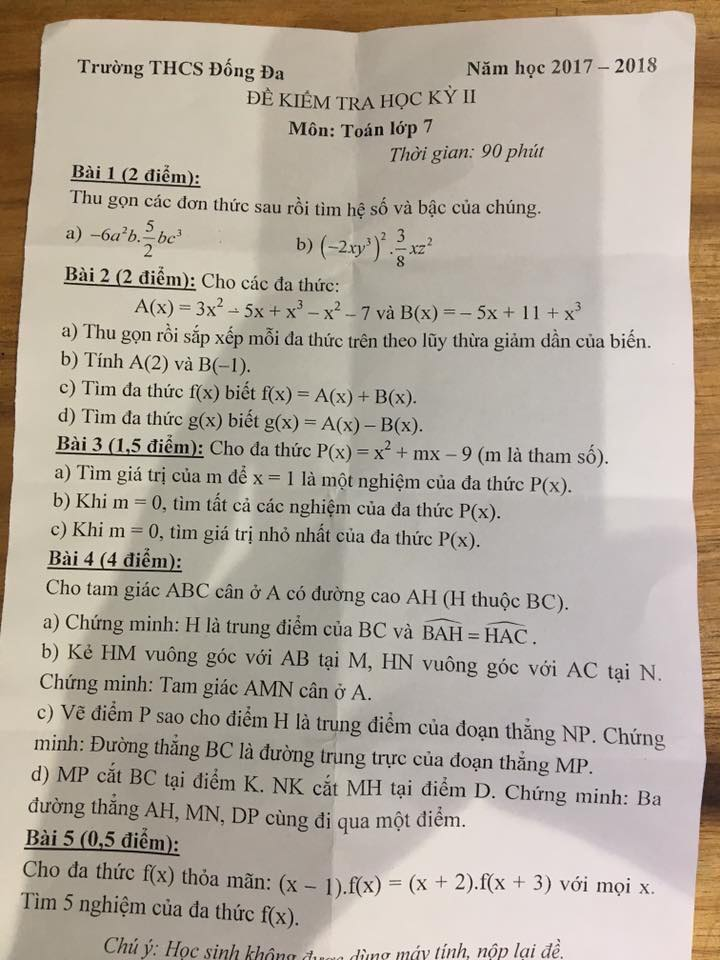 Trường THCS Đống Đa Năm học 2017 – 2018
ĐỀ KIỂM TRA HỌC KỲ II
Môn: Toán lớp 7
Thời gian: 90 phút
Bài 1 (2 điểm):
Thu gọn các đơn thức sau rồi tìm hệ số và bậc của chúng.
a) −6a²b.5/2bc³ b) (−2xy³)².3/8xz²
Bài 2 (2 điểm): Cho các đa thức:
A(x) = 3x² – 5x + x³ – x² – 7 và B(x) = – 5x + 11 + x³
a) Thu gọn rồi sắp xếp mỗi đa thức trên theo lũy thừa giảm dần của biến.
b) Tính A(2) và B(−1).
c) Tìm đa thức f(x) biết f(x) = A(x) + B(x).
d) Tìm đa thức g(x) biết g(x) = A(x) – B(x).
Bài 3 (1,5 điểm): Cho đa thức P(x) = x² + mx – 9 (m là tham số).
a) Tìm giá trị của m để x = 1 là một nghiệm của đa thức P(x).
b) Khi m = 0, tìm tất cả các nghiệm của đa thức P(x).
c) Khi m = 0, tìm giá trị nhỏ nhất của đa thức P(x).
Bài 4 (4 điểm):
Cho tam giác ABC cân ở A có đường cao AH (H thuộc BC).
a) Chứng minh: H là trung điểm của BC và BAH = HAC.
b) Kẻ HM vuông góc với AB tại M, HN vuông góc với AC tại N.
Chứng minh: Tam giác AMN cân ở A.
c) Vẽ điểm P sao cho điểm H là trung điểm của đoạn thẳng NP. Chứng
minh: Đường thẳng BC là đường trung trực của đoạn thẳng MP.
d) MP cắt BC tại điểm K. NK cắt MH tại điểm D. Chứng minh: Ba
đường thẳng AH, MN, DP cùng đi qua một điểm.
Bài 5 (0,5 điểm):
Cho đa thức f(x) thỏa mãn: (x – 1).f(x) = (x + 2).f(x + 3) với mọi x.
Tìm 5 nghiệm của đa thức f(x).
Chú ý: Học sinh không được dùng máy tính, nộp lại đề.